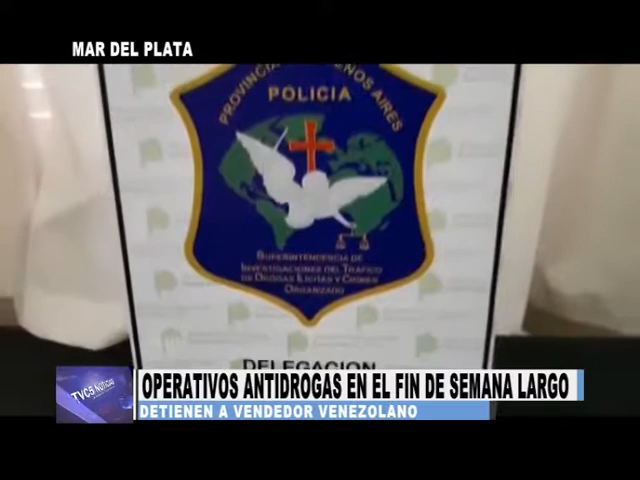 MAR DEL PLATA
PROVINCIA DE BUENOS AIRES
POLICIA
SUPERINTENDENCIA DE
INVESTIGACIONES DEL TRAFICO
DE DROGAS ILICITAS Y CRIMEN
ORGANIZADO
DELEGACION
TVC5 NOTICIAS
OPERATIVOS ANTIDROGAS EN EL FIN DE SEMANA LARGO
DETIENEN A VENDEDOR VENEZOLANO